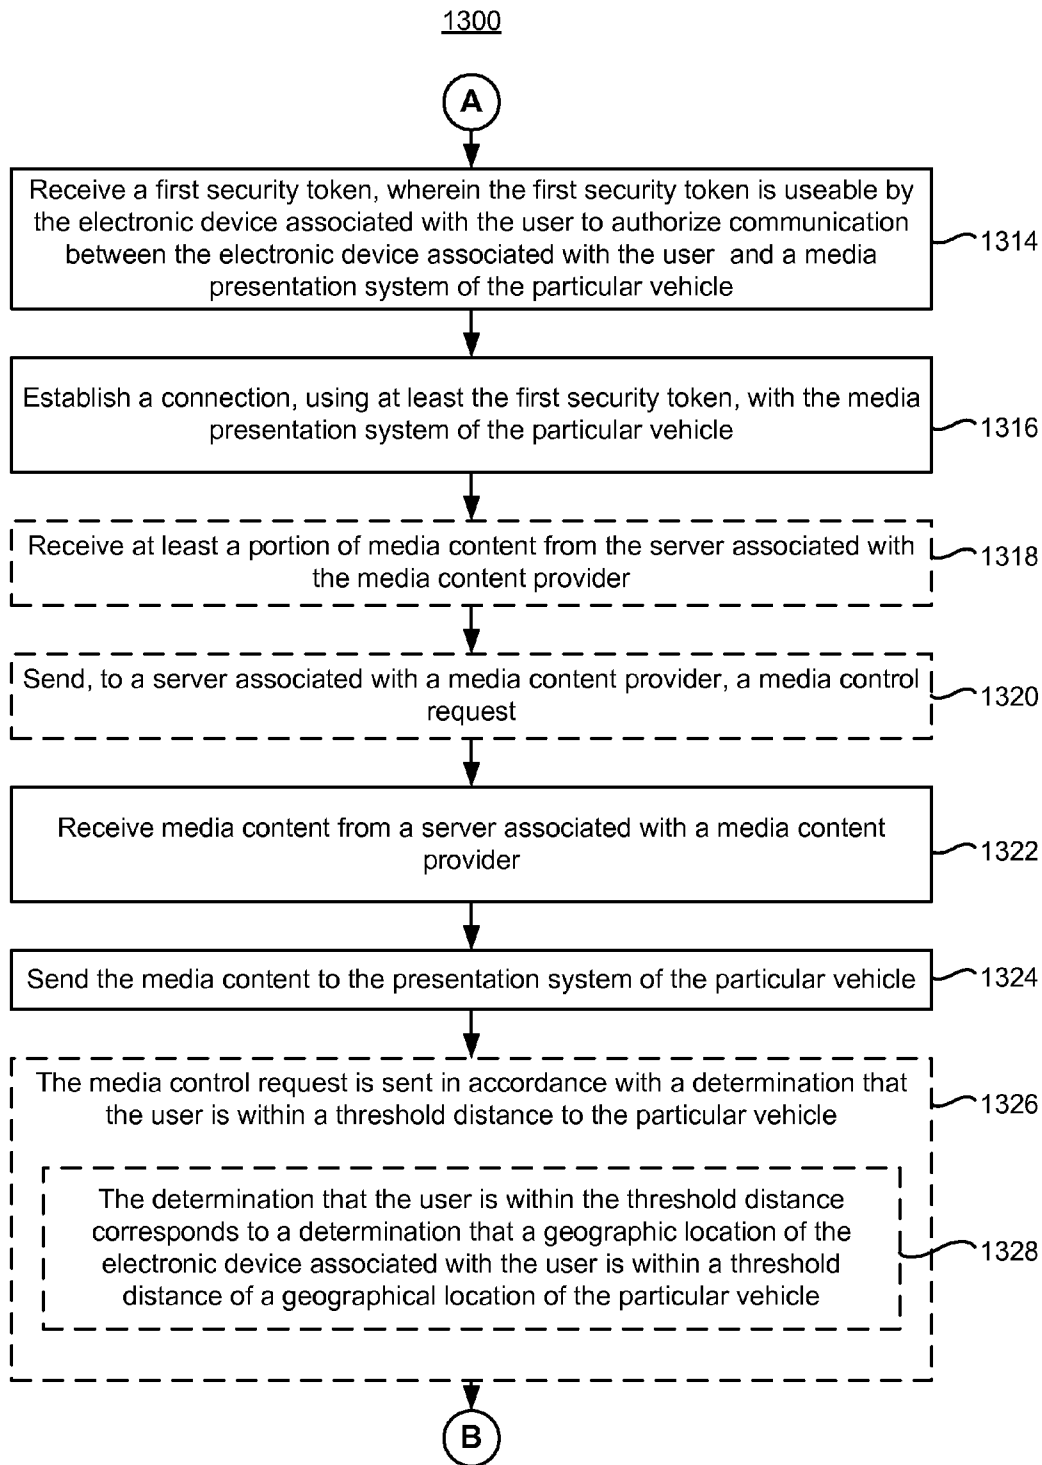 1300
A
Receive a first security token, wherein the first security token is useable by
the electronic device associated with the user to authorize communication
between the electronic device associated with the user and a media
presentation system of the particular vehicle
1314
Establish a connection, using at least the first security token, with the media
presentation system of the particular vehicle
1316
Receive at least a portion of media content from the server associated with
the media content provider
1318
Send, to a server associated with a media content provider, a media control
request
1320
Receive media content from a server associated with a media content
provider
1322
Send the media content to the presentation system of the particular vehicle
1324
The media control request is sent in accordance with a determination that
the user is within a threshold distance to the particular vehicle
1326
The determination that the user is within the threshold distance
corresponds to a determination that a geographic location of the
electronic device associated with the user is within a threshold
distance of a geographical location of the particular vehicle
1328
B